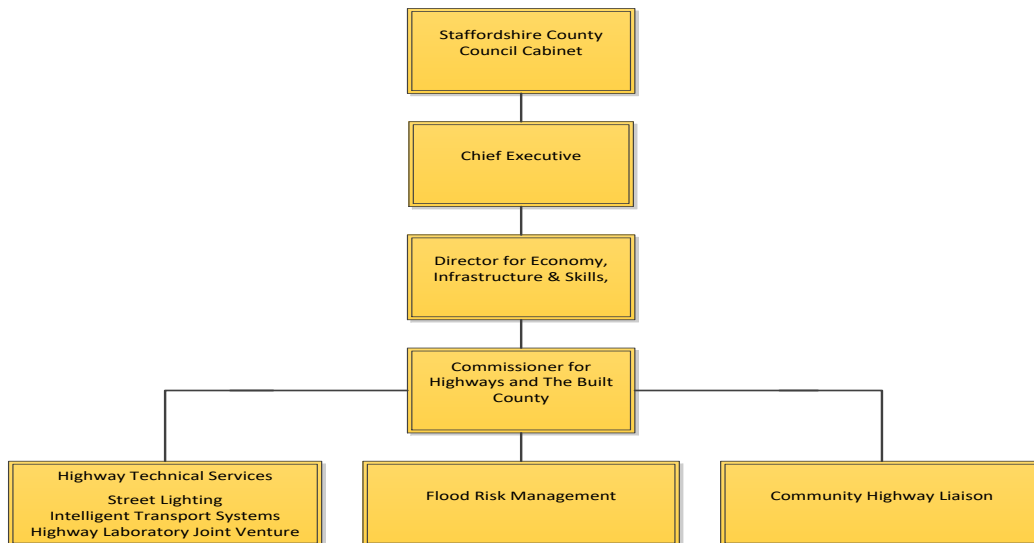 Staffordshire County
Council Cabinet
Chief Executive
Director for Economy,
Infrastructure & Skills,
Commissioner for
Highways and The Built
County
Highway Technical Services
Street Lighting
Intelligent Transport Systems
Highway Laboratory Joint Venture
Flood Risk Management
Community Highway Liaison